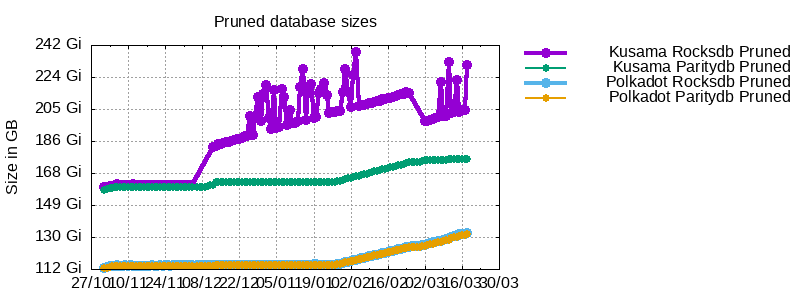 Pruned database sizes
242 Gi
224 Gi
205 Gi
186 Gi
168 Gi
149 Gi
130 Gi
112 Gi
Size in GB
27/10 10/11 24/11 08/12 22/12 05/01 19/01 02/02 16/02 02/03 16/03 30/03
Kusama Rocksdb Pruned
Kusama Paritydb Pruned
Polkadot Rocksdb Pruned
Polkadot Paritydb Pruned